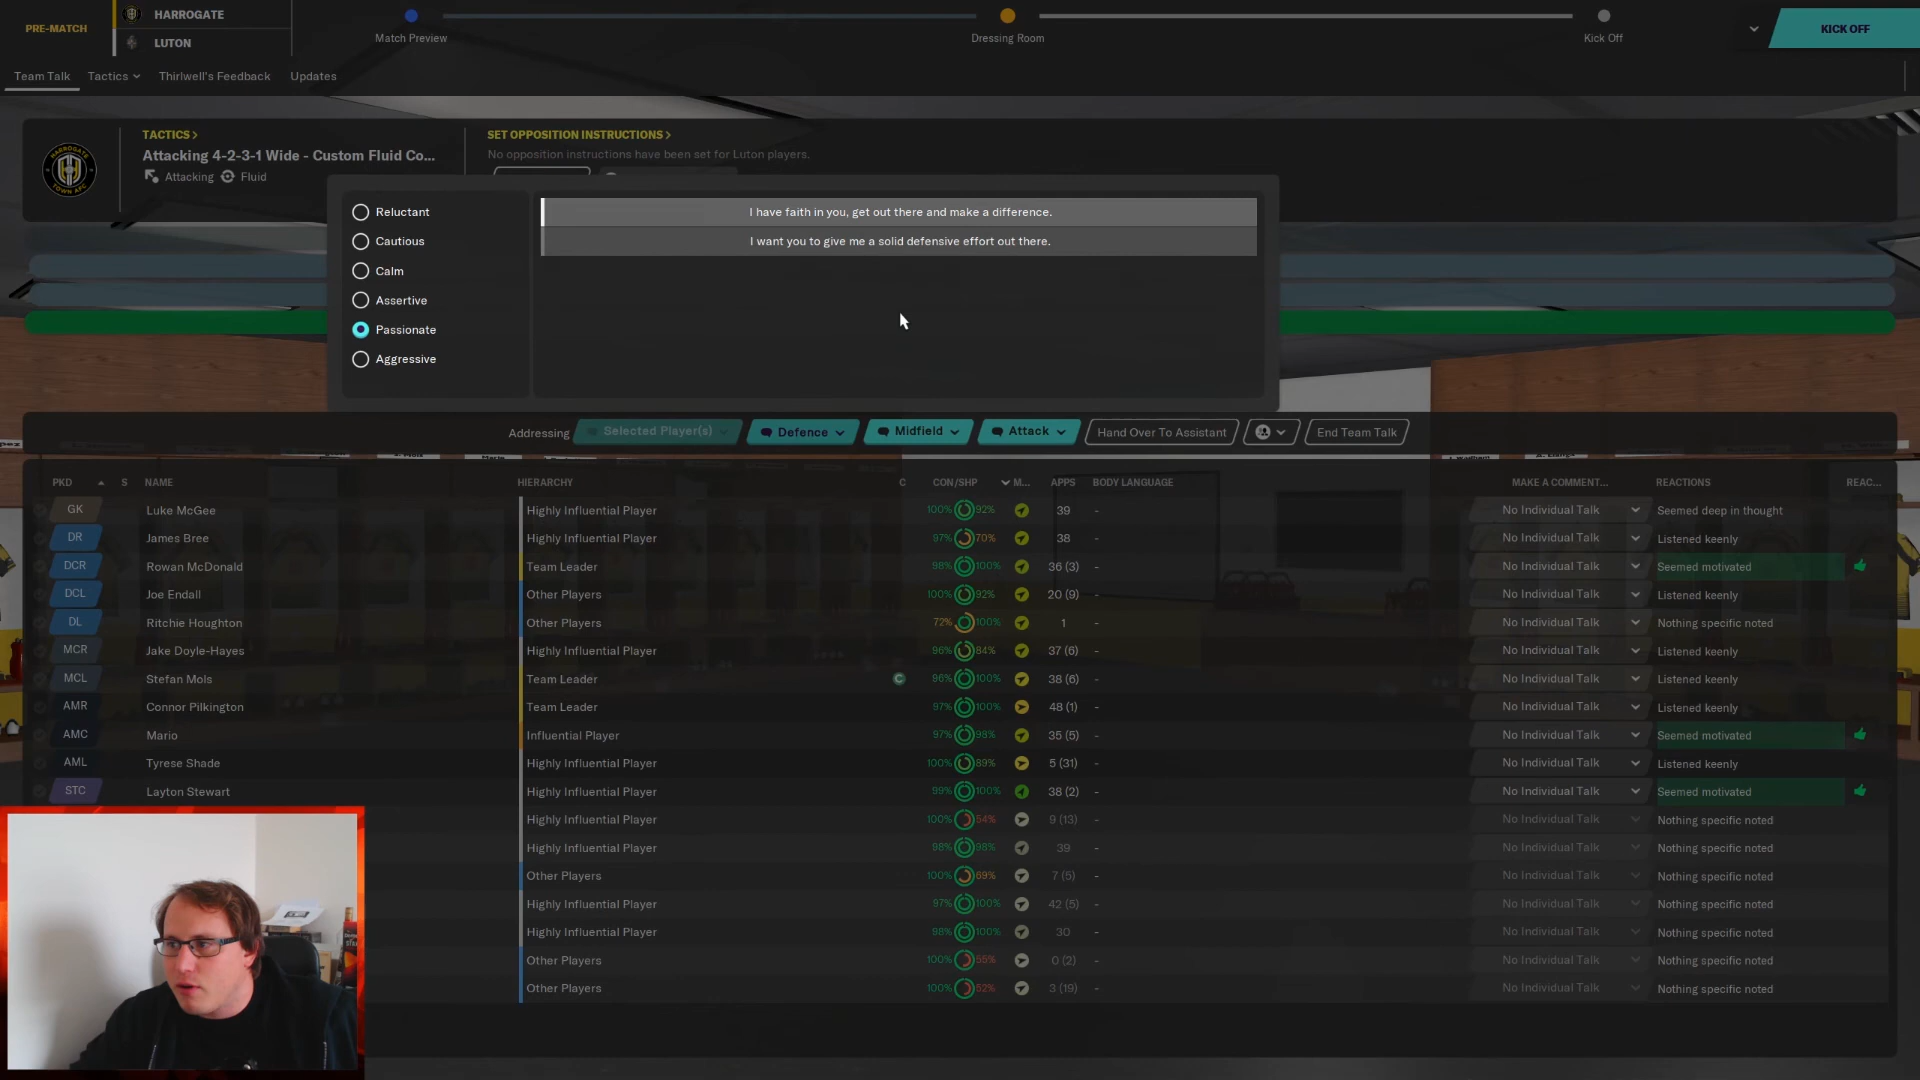 PRE-MATCH
HARROGATE
LUTON
Match Preview
Dressing Room
Kick Off
KICK OFF
Team Talk Tactics Thirlwell's Feedback Updates
TACTICS >
Attacking 4-2-3-1 Wide - Custom Fluid Co...
Attacking Fluid
SET OPPOSITION INSTRUCTIONS >
No opposition instructions have been set for Luton players.
Reluctant
Cautious
Calm
Assertive
Passionate
Aggressive
I have faith in you, get out there and make a difference.
I want you to give me a solid defensive effort out there.
Addressing Selected Player(s) Defence Midfield Attack Hand Over To Assistant End Team Talk
PKD S NAME HIERARCHY C CON/SHP M... APPS BODY LANGUAGE MAKE A COMMENT... REACTIONS REAC...
GK Luke McGee Highly Influential Player 100% 92% 39 - No Individual Talk Seemed deep in thought
DR James Bree Highly Influential Player 97% 70% 38 - No Individual Talk Listened keenly
DCR Rowan McDonald Team Leader 98% 100% 36 (3) - No Individual Talk Seemed motivated
DCL Joe Endall Other Players 100% 92% 20 (9) - No Individual Talk Listened keenly
DL Ritchie Houghton Other Players 72% 100% 1 - No Individual Talk Nothing specific noted
MCR Jake Doyle-Hayes Highly Influential Player 96% 84% 37 (6) - No Individual Talk Listened keenly
MCL Stefan Mols Team Leader C 96% 100% 38 (6) - No Individual Talk Listened keenly
AMR Connor Pilkington Team Leader 97% 100% 48 (1) - No Individual Talk Listened keenly
AMC Mario Influential Player 97% 98% 35 (5) - No Individual Talk Seemed motivated
AML Tyrese Shade Highly Influential Player 100% 89% 5 (31) - No Individual Talk Listened keenly
STC Layton Stewart Highly Influential Player 99% 100% 38 (2) - No Individual Talk Seemed motivated
Highly Influential Player 100% 54% 9 (13) - No Individual Talk Nothing specific noted
Highly Influential Player 98% 98% 39 - No Individual Talk Nothing specific noted
Other Players 100% 69% 7 (5) - No Individual Talk Nothing specific noted
Highly Influential Player 97% 100% 42 (5) - No Individual Talk Nothing specific noted
Highly Influential Player 98% 100% 30 - No Individual Talk Nothing specific noted
Other Players 100% 55% 0 (2) - No Individual Talk Nothing specific noted
Other Players 100% 52% 3 (19) - No Individual Talk Nothing specific noted